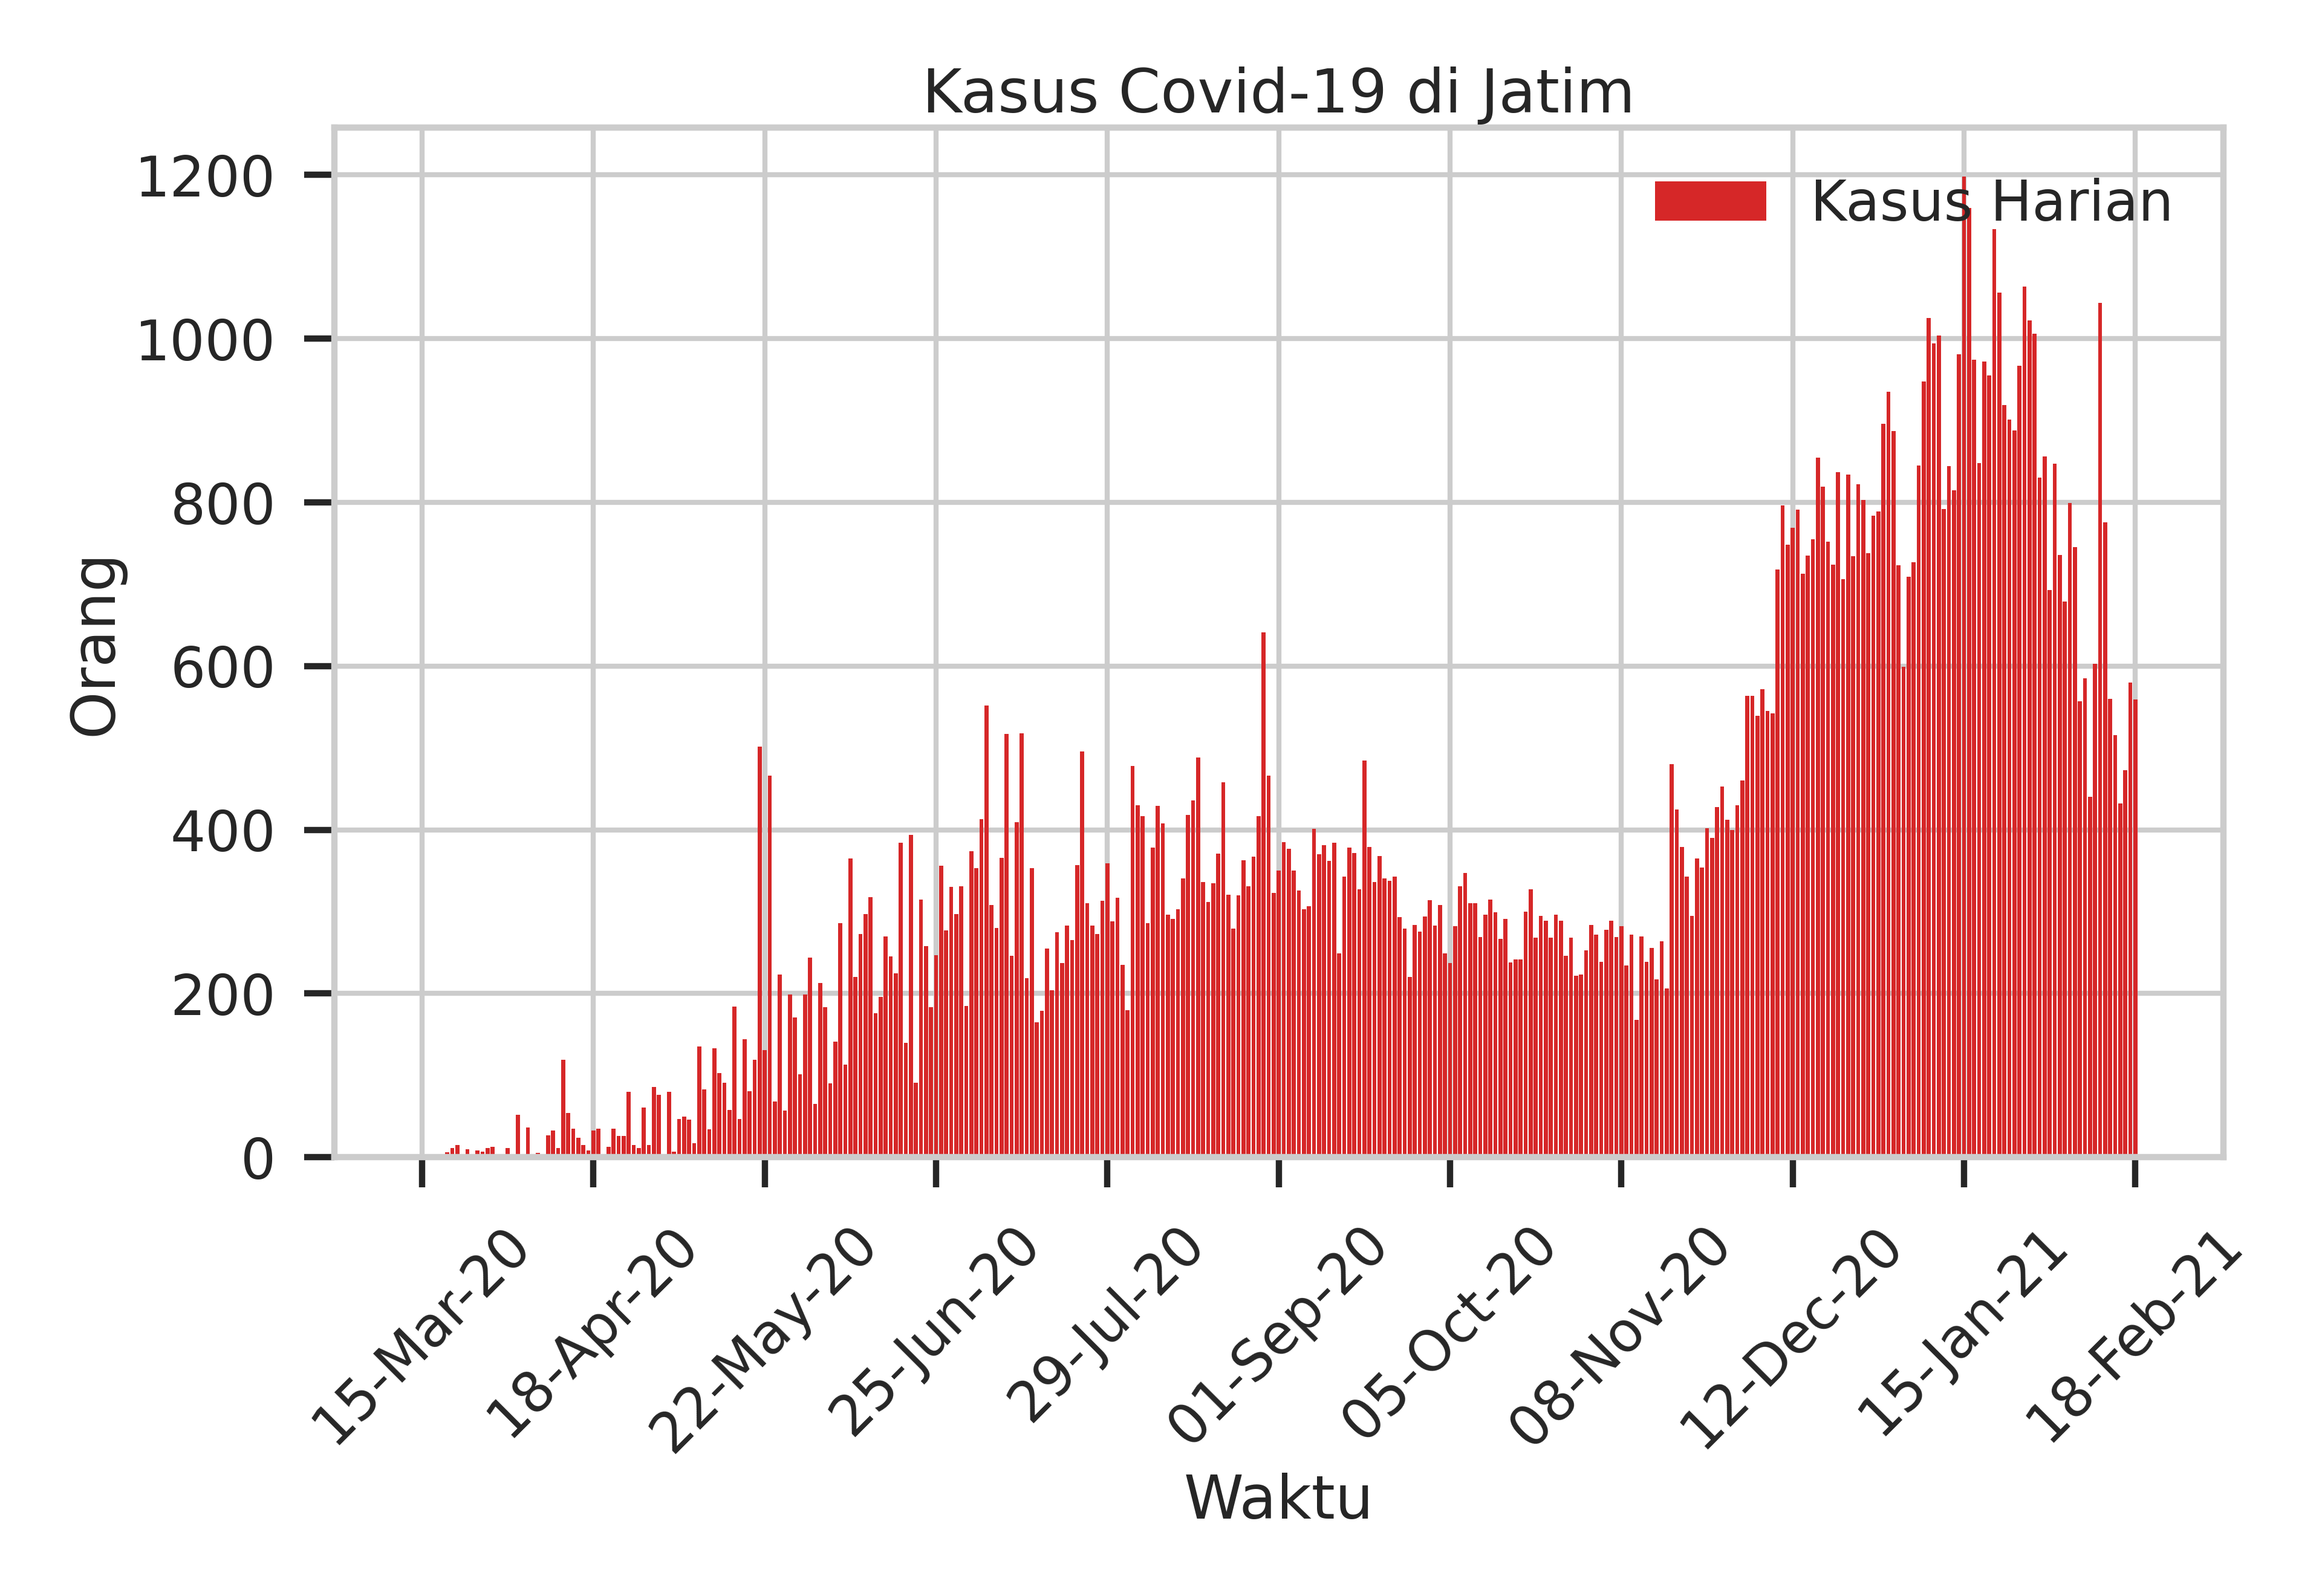 Kasus Covid-19 di Jatim
Kasus Harian
1200
1000
800
600
400
200
0
Orang
15-Mar-20
18-Apr-20
22-May-20
25-Jun-20
29-Jul-20
01-Sep-20
05-Oct-20
08-Nov-20
12-Dec-20
15-Jan-21
18-Feb-21
Waktu